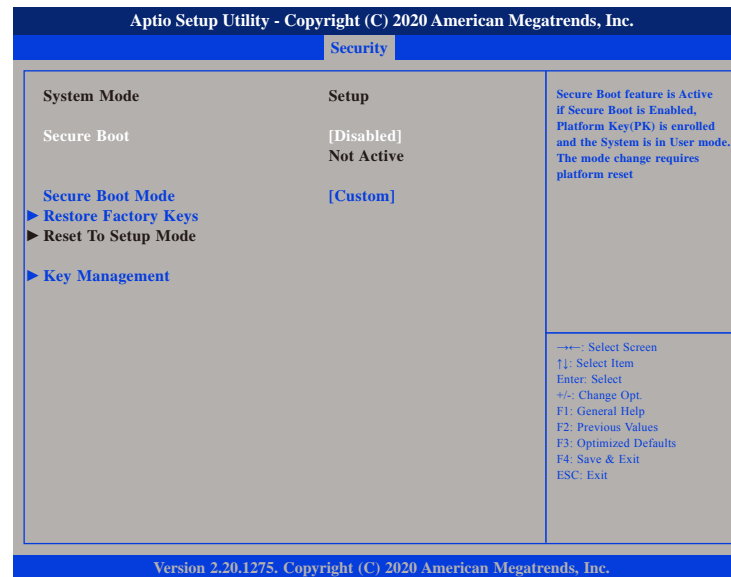 Aptio Setup Utility - Copyright (C) 2020 American Megatrends, Inc.
Security
System Mode Setup
Secure Boot [Disabled]
Not Active
Secure Boot Mode [Custom]
► Restore Factory Keys
► Reset To Setup Mode
► Key Management
Secure Boot feature is Active
if Secure Boot is Enabled,
Platform Key(PK) is enrolled
and the System is in User mode.
The mode change requires
platform reset
→←: Select Screen
↑↓: Select Item
Enter: Select
+/-: Change Opt.
F1: General Help
F2: Previous Values
F3: Optimized Defaults
F4: Save & Exit
ESC: Exit
Version 2.20.1275. Copyright (C) 2020 American Megatrends, Inc.